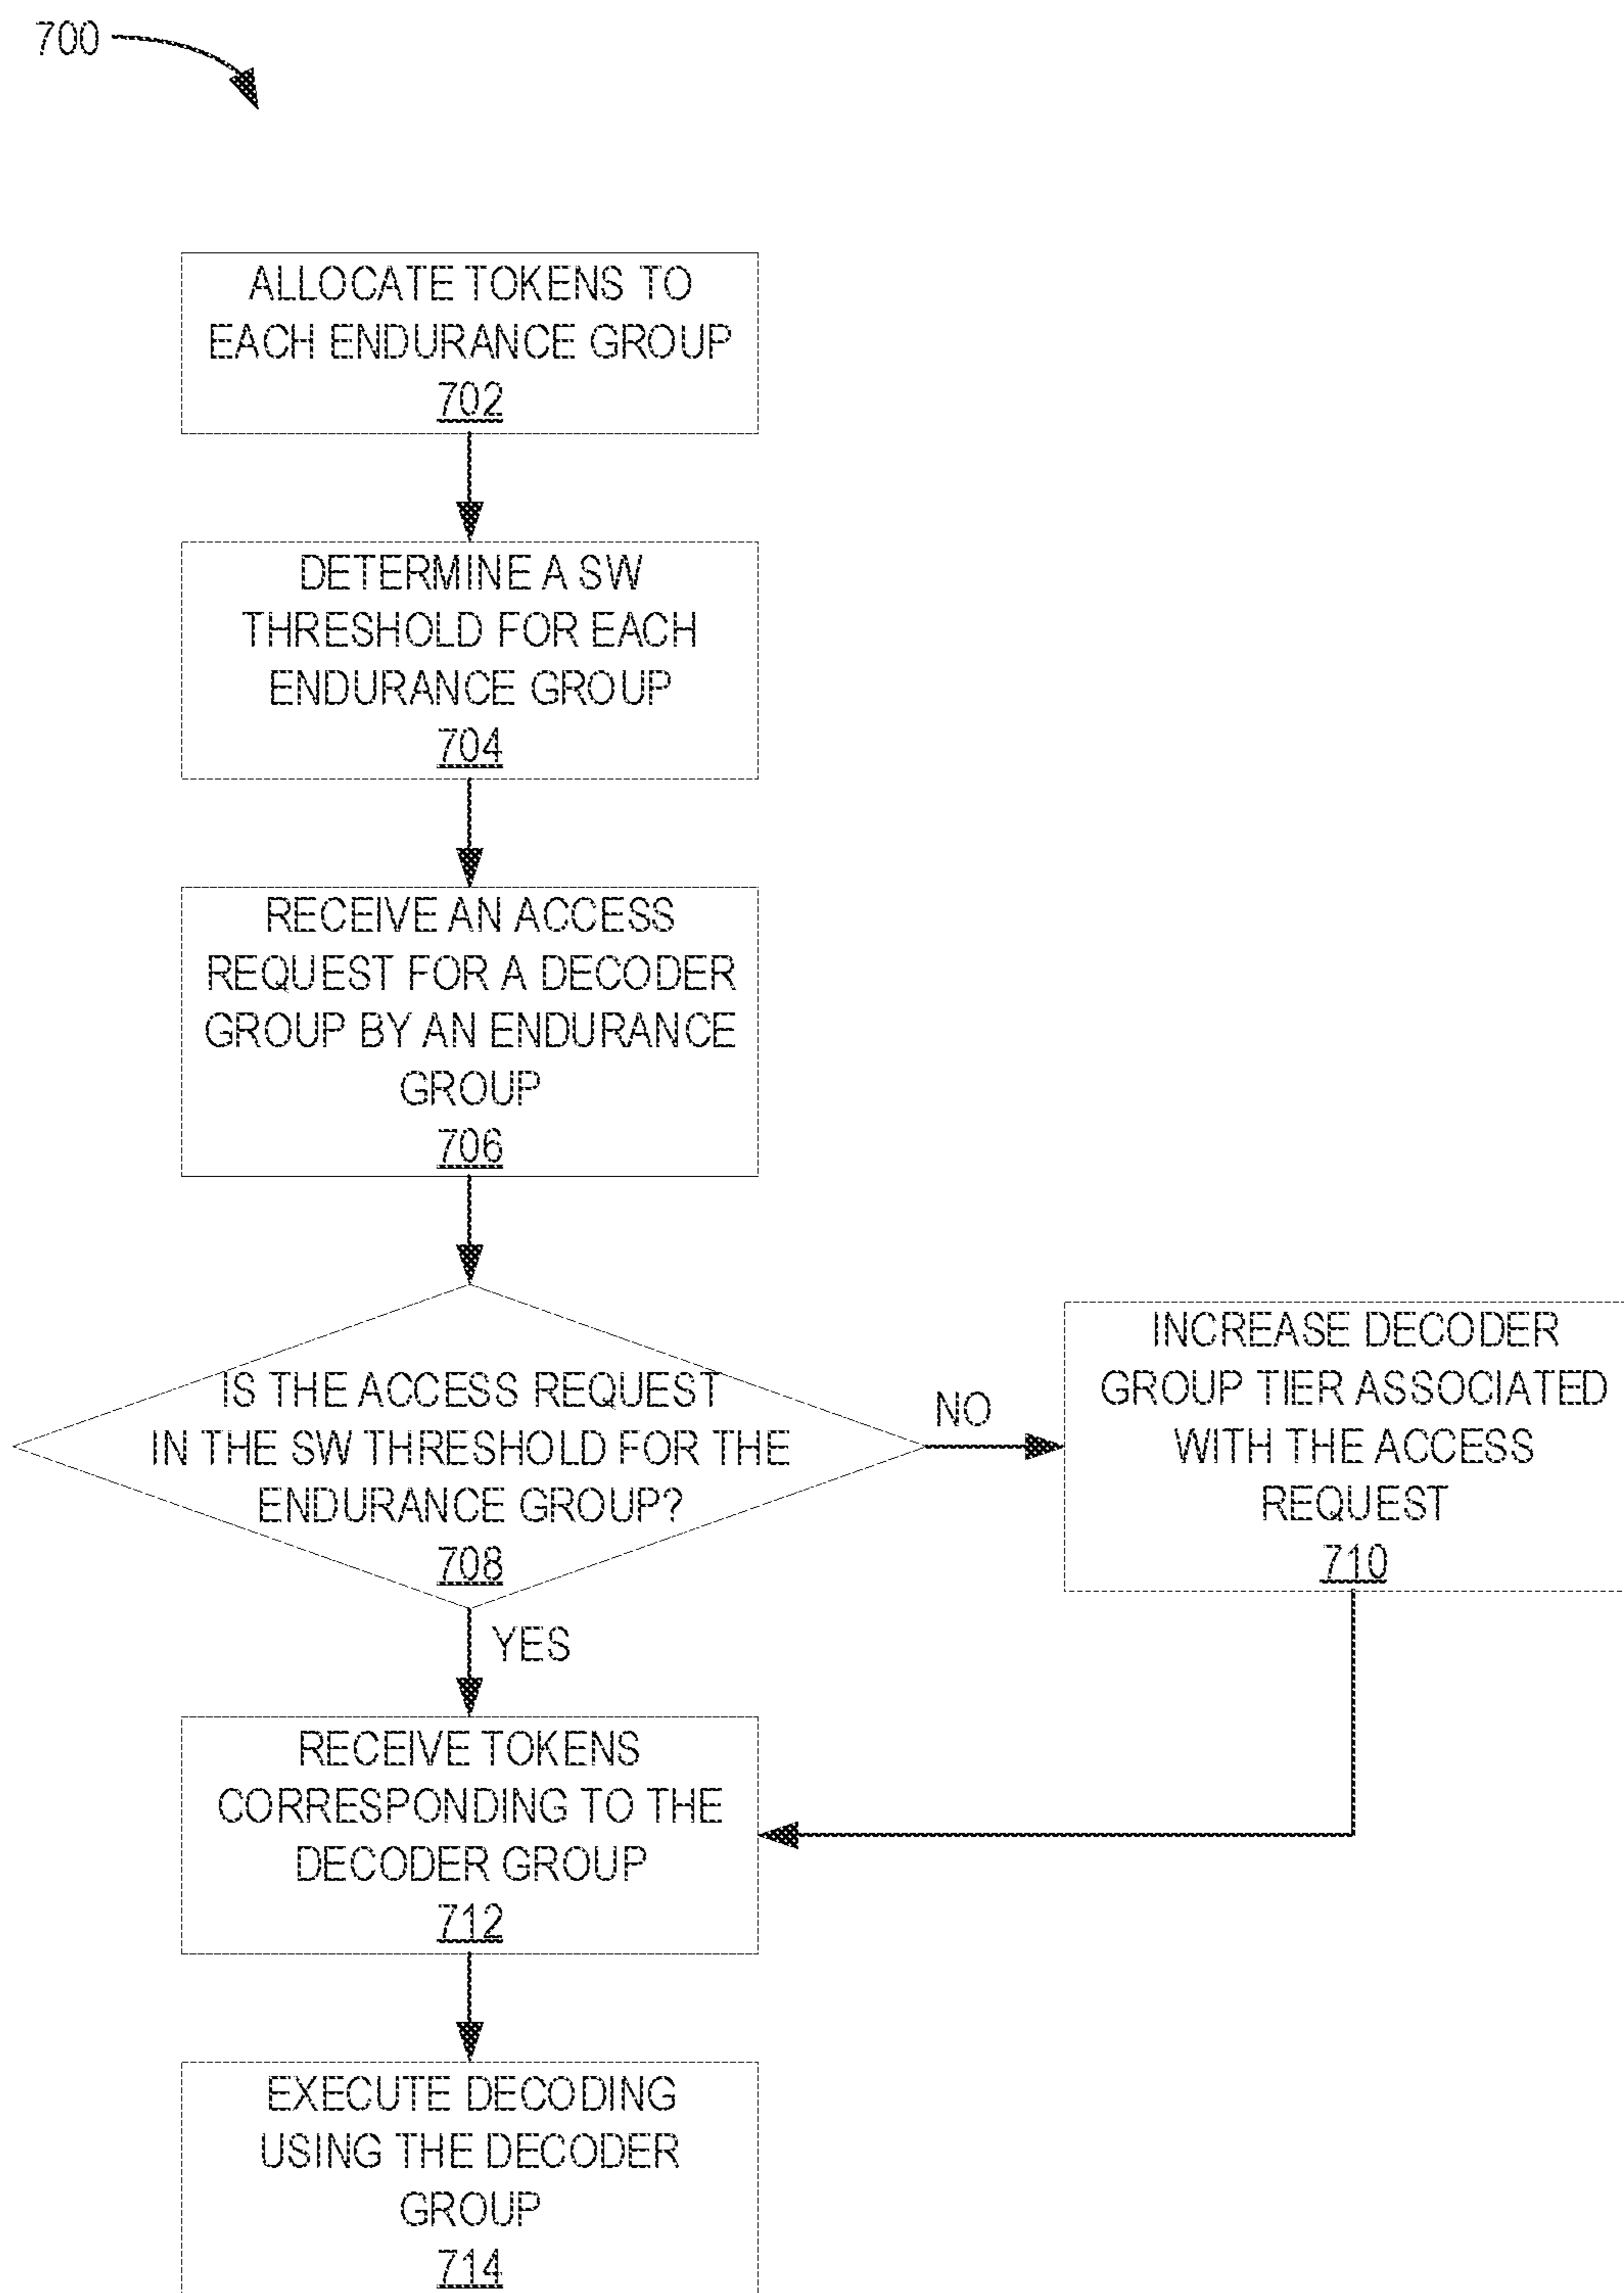 700
ALLOCATE TOKENS TO
EACH ENDURANCE GROUP
702
DETERMINE A SW
THRESHOLD FOR EACH
ENDURANCE GROUP
704
RECEIVE AN ACCESS
REQUEST FOR A DECODER
GROUP BY AN ENDURANCE
GROUP
706
IS THE ACCESS REQUEST
IN THE SW THRESHOLD FOR THE
ENDURANCE GROUP?
708
NO
INCREASE DECODER
GROUP TIER ASSOCIATED
WITH THE ACCESS
REQUEST
710
YES
RECEIVE TOKENS
CORRESPONDING TO THE
DECODER GROUP
712
EXECUTE DECODING
USING THE DECODER
GROUP
714